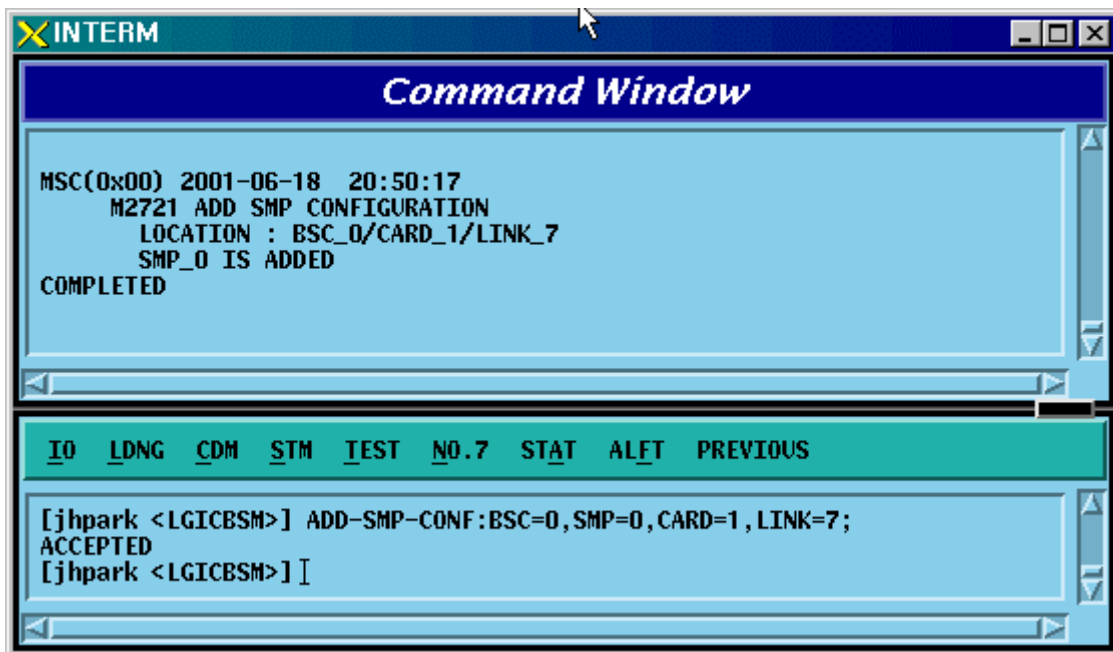 INTERM
Command Window
MSC(0x00) 2001-06-18 20:50:17
M2721 ADD SMP CONFIGURATION
LOCATION : BSC_0/CARD_1/LINK_7
SMP_0 IS ADDED
COMPLETED
IO LDNG CDM STM TEST NO.7 STAT ALFT PREVIOUS
[jhpark <LGICBSM>] ADD-SMP-CONF:BSC=0,SMP=0,CARD=1,LINK=7;
ACCEPTED
[jhpark <LGICBSM>]